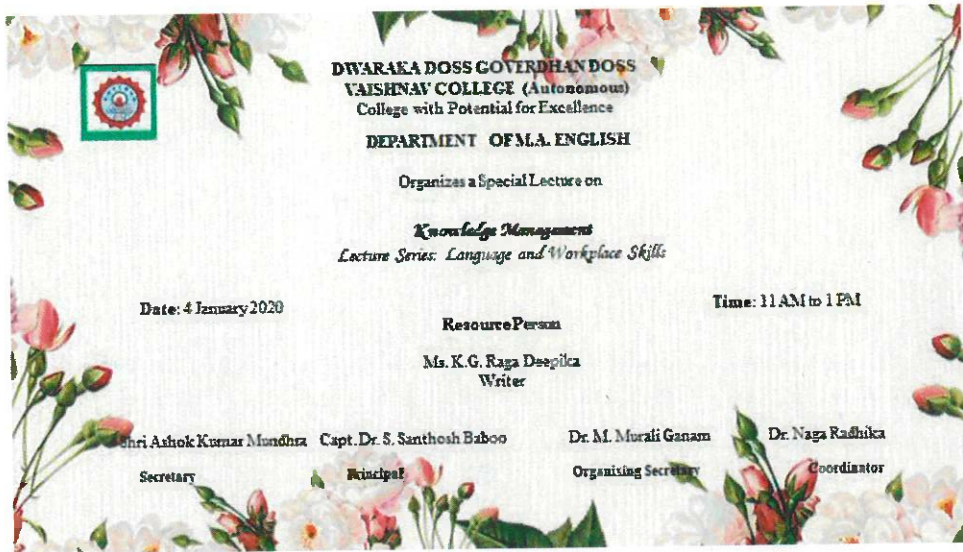 DWARAKA DOSS GOVERDHAN DOSS
VAISHNAV COLLEGE (Autonomous)
College with Potential for Excellence
DEPARTMENT OF M.A. ENGLISH
Organizes a Special Lecture on
Knowledge Management
Lecture Series: Language and Workplace Skills
Date: 4 January 2020
Time: 11 AM to 1 PM
Resource Person
Ms. K.G. Raga Deepika
Writer
Shri Ashok Kumar Mundhra Capt. Dr. S. Santhosh Baboo Dr. M. Murali Ganam Dr. Naga Radhika
Secretary Principal Organizing Secretary Coordinator